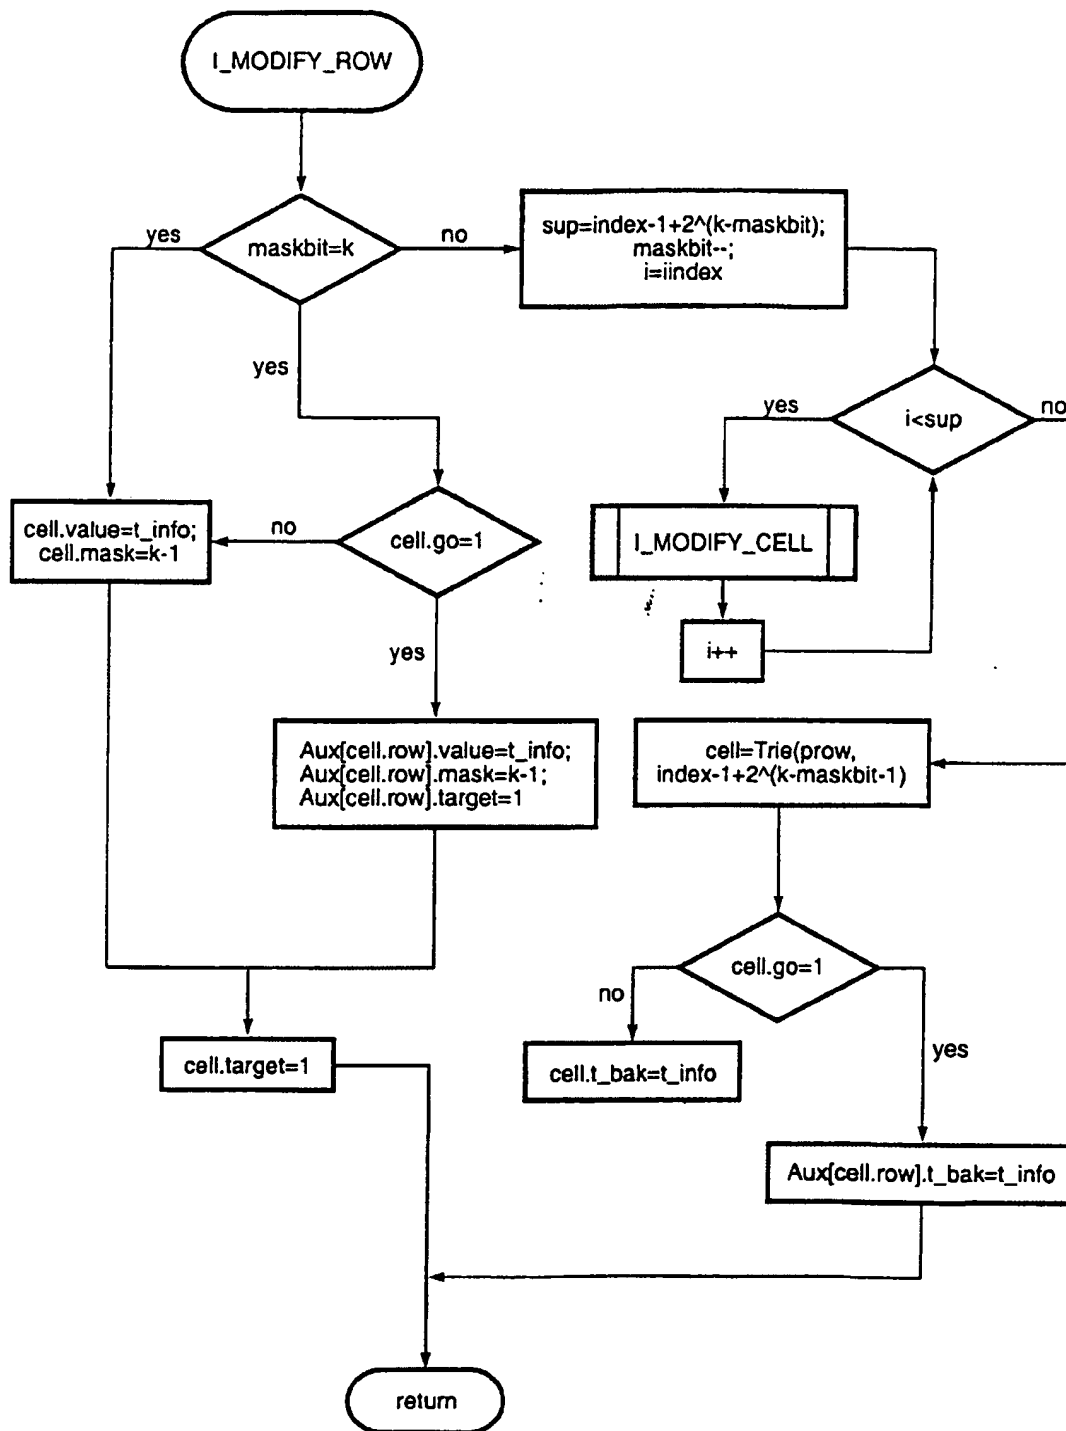 I_MODIFY_ROW
maskbit=k
yes
no
sup=index-1+2^(k-maskbit);
maskbit--;
i=iindex
yes
i<sup
yes
no
cell.value=t_info;
cell.mask=k-1
no
cell.go=1
I_MODIFY_CELL
i++
yes
Aux[cell.row].value=t_info;
Aux[cell.row].mask=k-1;
Aux[cell.row].target=1
cell=Trie(prow,
index-1+2^(k-maskbit-1)
cell.go=1
no
yes
cell.target=1
cell.t_bak=t_info
Aux[cell.row].t_bak=t_info
return